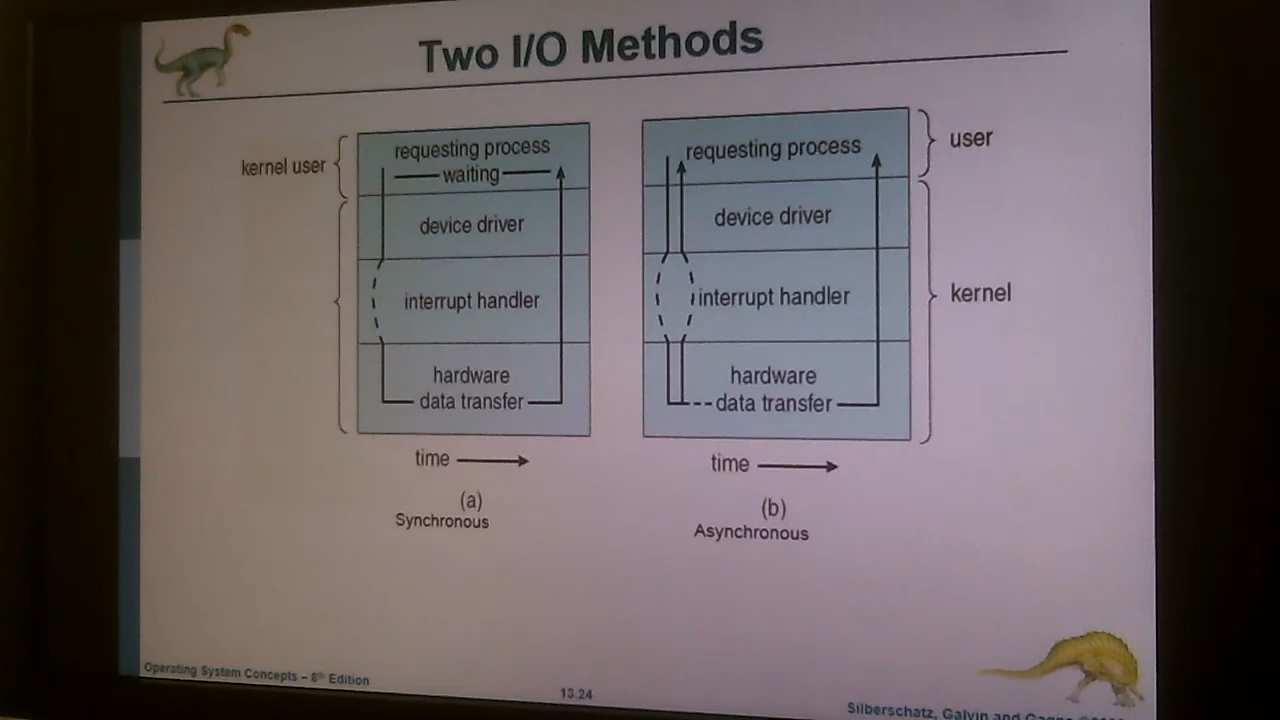 Two I/O Methods
kernel user
requesting process
waiting
device driver
interrupt handler
hardware
data transfer
time
(a)
Synchronous
requesting process
device driver
interrupt handler
hardware
data transfer
user
kernel
time
(b)
Asynchronous
Operating System Concepts – 8th Edition
13.24
Silberschatz, Galvin and